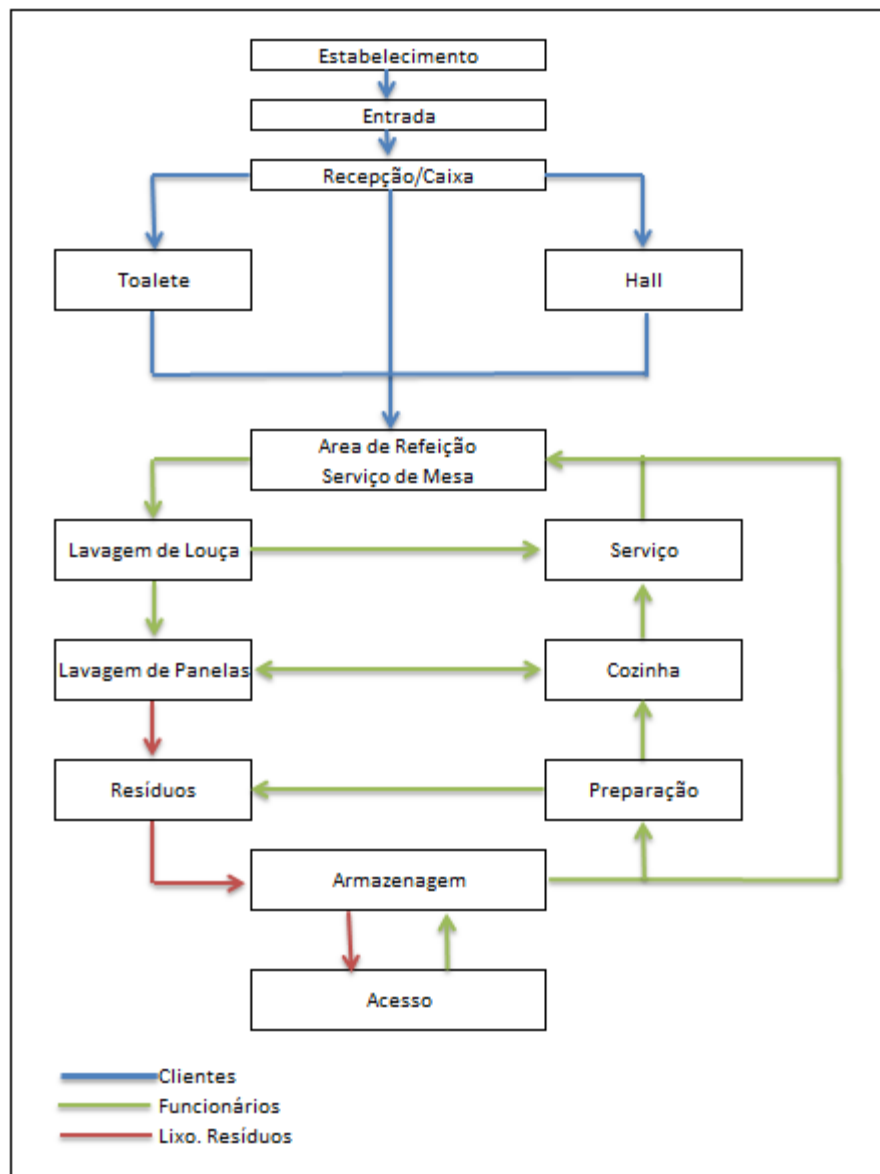 Estabelecimento
Entrada
Recepção/Caixa
Toalete
Hall
Area de Refeição
Serviço de Mesa
Lavagem de Louça
Serviço
Lavagem de Panelas
Cozinha
Resíduos
Preparação
Armazenagem
Acesso
Clientes
Funcionários
Lixo. Resíduos